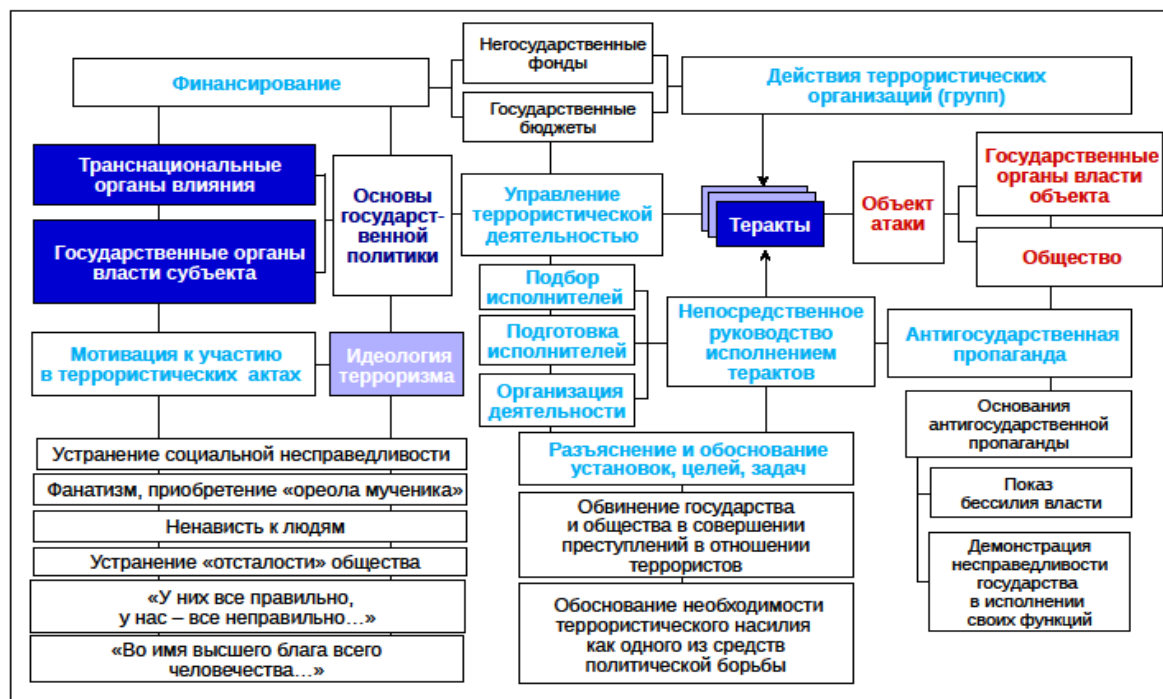 Негосударственные
фонды
Финансирование
Государственные
бюджеты
Действия террористических
организаций (групп)
Транснациональные
органы влияния
Государственные органы
власти субъекта
Основы
государст-
венной
политики
Управление
террористической
деятельностью
Теракты
Объект
атаки
Государственные
органы власти
объекта
Общество
Подбор
исполнителей
Подготовка
исполнителей
Организация
деятельности
Непосредственное
руководство
исполнением
терактов
Антигосударственная
пропаганда
Мотивация к участию
в террористических актах
Идеология
терроризма
Устранение социальной несправедливости
Фанатизм, приобретение «ореола мученика»
Ненависть к людям
Устранение «отсталости» общества
«У них все правильно,
у нас – все неправильно…»
«Во имя высшего блага всего
человечества…»
Разъяснение и обоснование
установок, целей, задач
Обвинение государства
и общества в совершении
преступлений в отношении
террористов
Обоснование необходимости
террористического насилия
как одного из средств
политической борьбы
Основания
антигосударственной
пропаганды
Показ
бессилия власти
Демонстрация
несправедливости
государства
в исполнении
своих функций